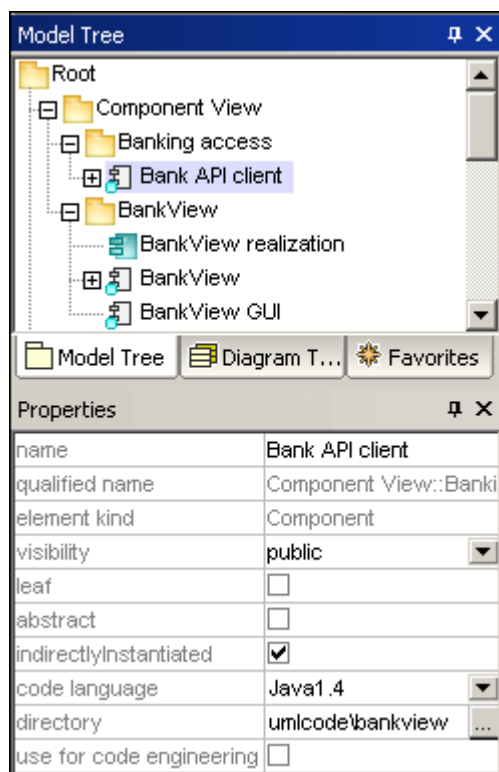 Model Tree
Root
Component View
Banking access
Bank API client
BankView
BankView realization
BankView
BankView GUI
Model Tree Diagram T... Favorites
Properties
name Bank API client
qualified name Component View::Banki
element kind Component
visibility public
leaf
abstract
indirectlyInstantiated
code language Java1.4
directory umlcode\bankview ...
use for code engineering